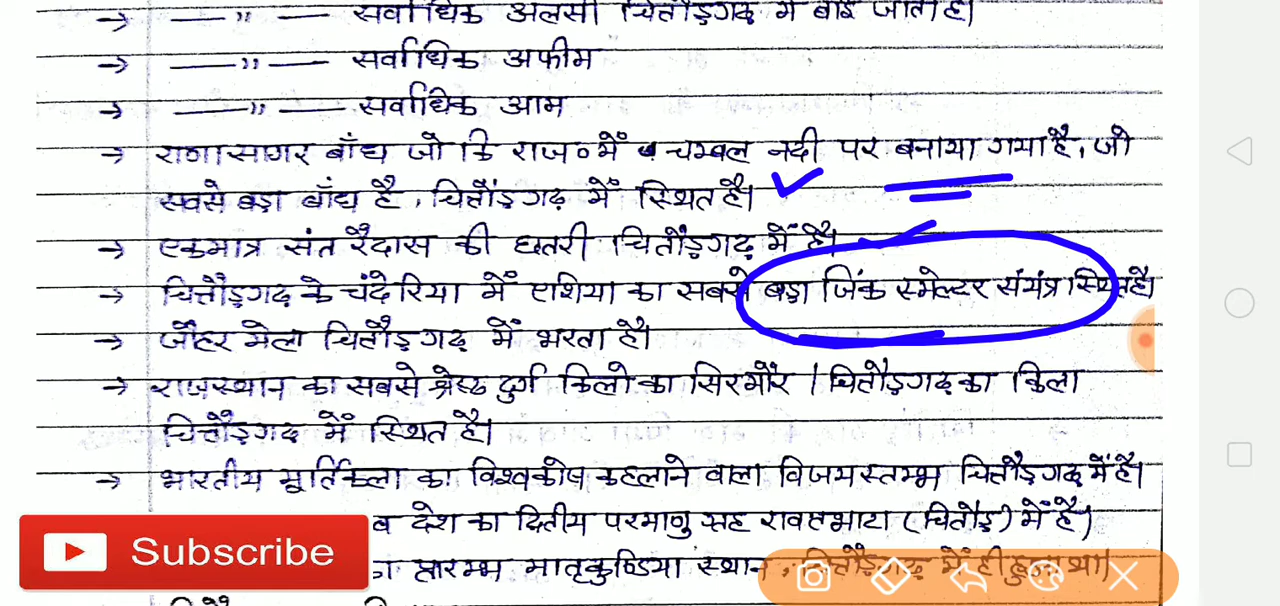 → —〃— सर्वाधिक अलसी चित्तौड़गढ़ में बोई जाती है।
→ —〃— सर्वाधिक अफीम
→ —〃— सर्वाधिक आम
→ राणासागर बाँध जो कि राज० में चम्बल नदी पर बनाया गया है, जो
सबसे बड़ा बाँध है, चित्तौड़गढ़ में स्थित है।
→ एकमात्र संत रैदास की छतरी चित्तौड़गढ़ में है।
→ चित्तौड़गढ़ के चंदेरिया में एशिया का सबसे बड़ा जिंक स्मेल्टर संयंत्र स्थित है।
→ जौहर मेला चित्तौड़गढ़ में भरता है।
→ राजस्थान का सबसे श्रेष्ठ दुर्ग किलो का सिरमौर / चित्तौड़गढ़ का किला
चित्तौड़गढ़ में स्थित है।
→ भारतीय मूर्तिकला का विश्वकोष कहलाने वाला विजयस्तम्भ चित्तौड़गढ़ में है।
व देश का द्वितीय परमाणु सह रावतभाटा (चितौड़) में है।
प्रारम्भ मातृकुण्डिया स्थान, चित्तौड़गढ़ में ही हुआ था।
Subscribe